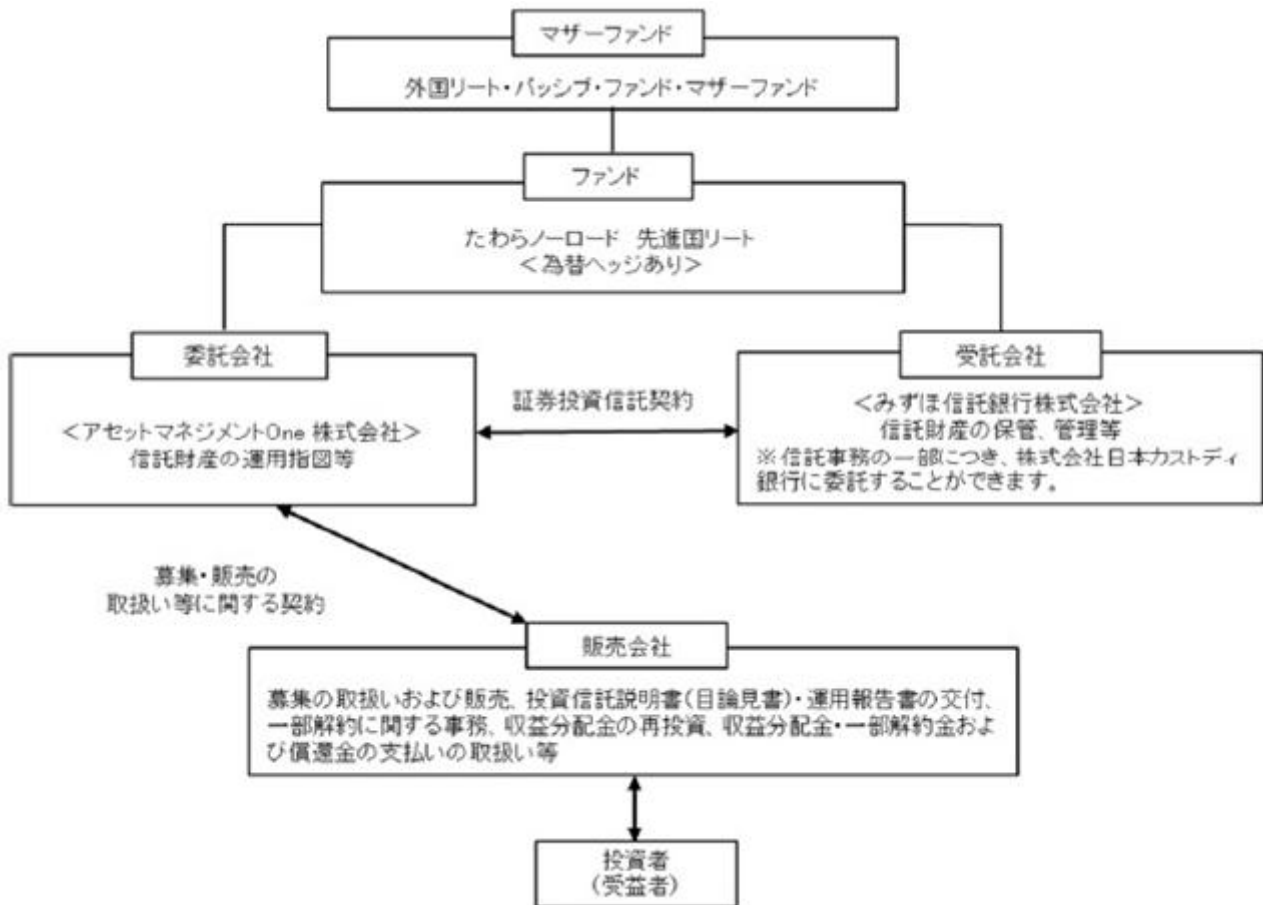 マザーファンド
外国リート・パッシブ・ファンド・マザーファンド
ファンド
たわらノーロード 先進国リート
＜為替ヘッジあり＞
委託会社
＜アセットマネジメントOne 株式会社＞
信託財産の運用指図等
証券投資信託契約
受託会社
＜みずほ信託銀行株式会社＞
信託財産の保管、管理等
※信託事務の一部につき、株式会社日本カストディ
銀行に委託することができます。
募集・販売の
取扱い等に関する契約
販売会社
募集の取扱いおよび販売、投資信託説明書(目論見書)・運用報告書の交付、
一部解約に関する事務、収益分配金の再投資、収益分配金・一部解約金およ
び償還金の支払いの取扱い等
投資者
(受益者)